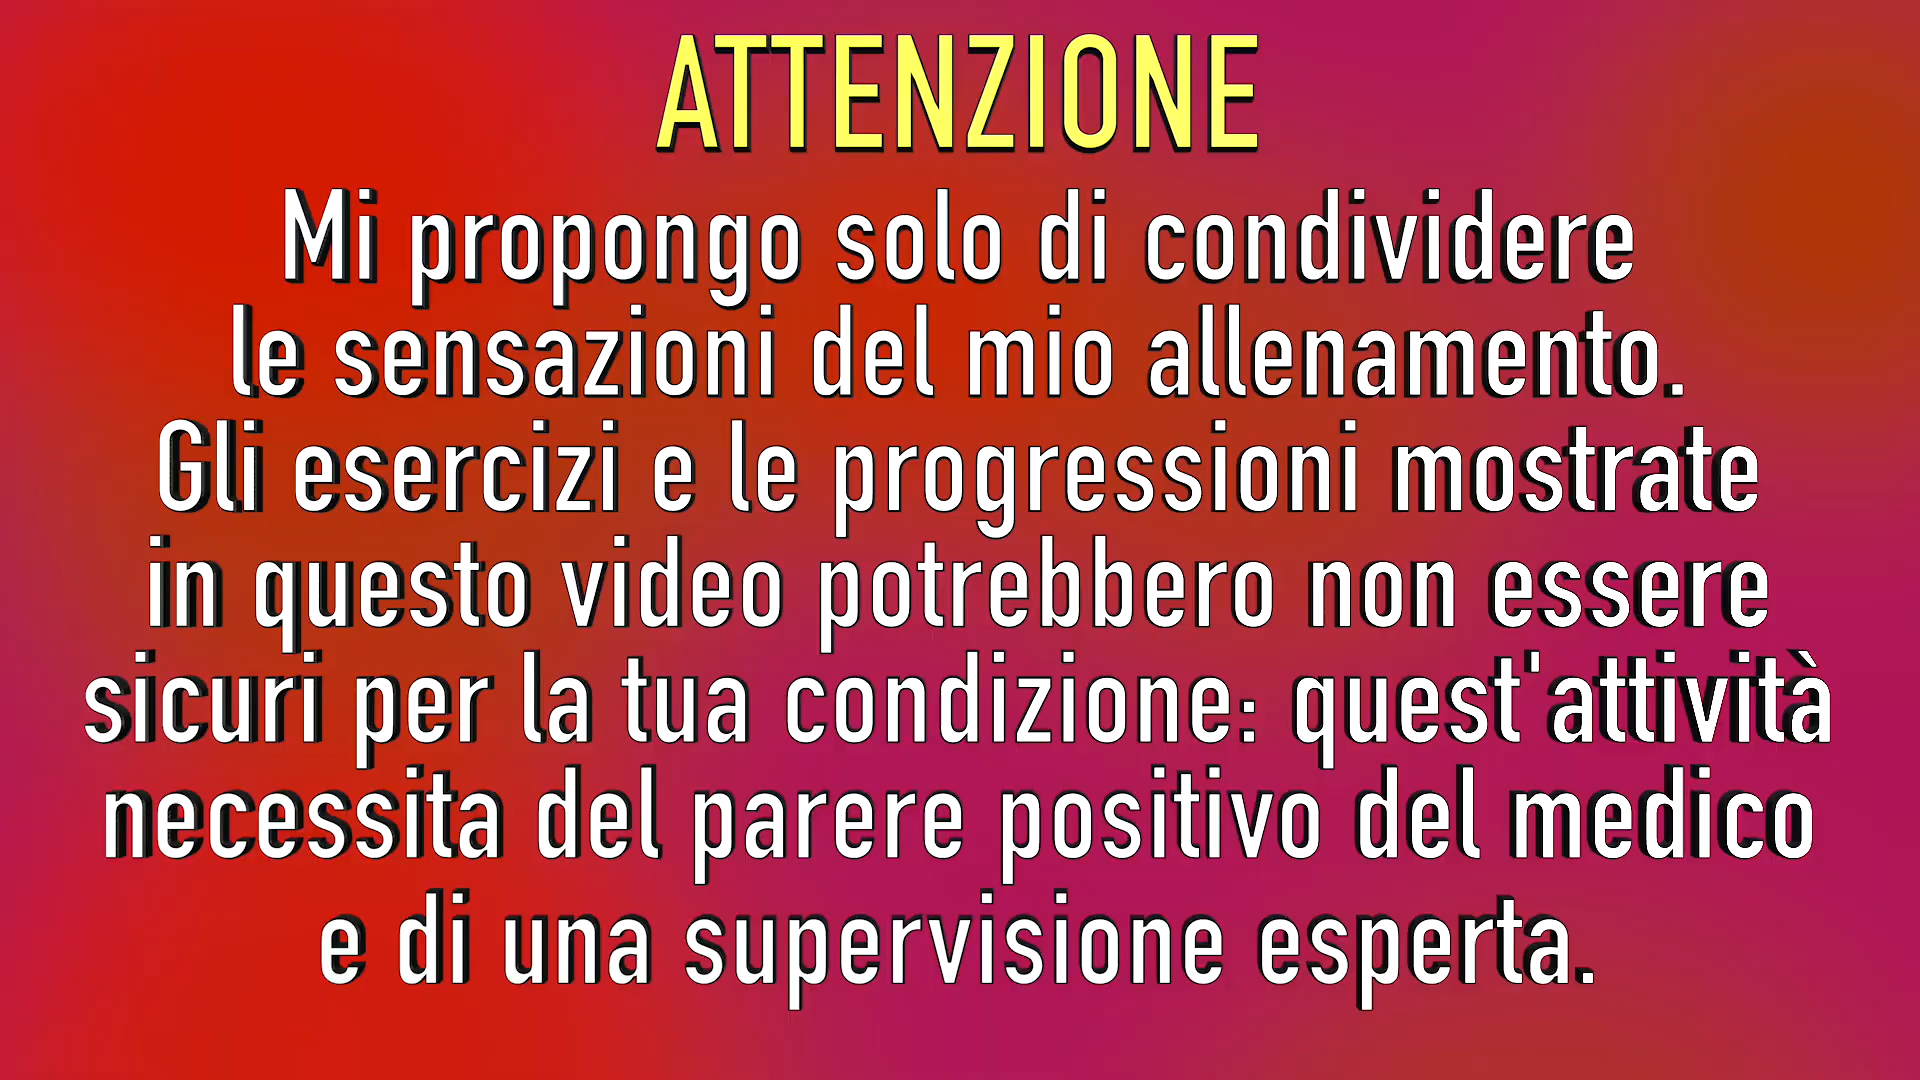 ATTENZIONE
Mi propongo solo di condividere
le sensazioni del mio allenamento.
Gli esercizi e le progressioni mostrate
in questo video potrebbero non essere
sicuri per la tua condizione: quest'attività
necessita del parere positivo del medico
e di una supervisione esperta.